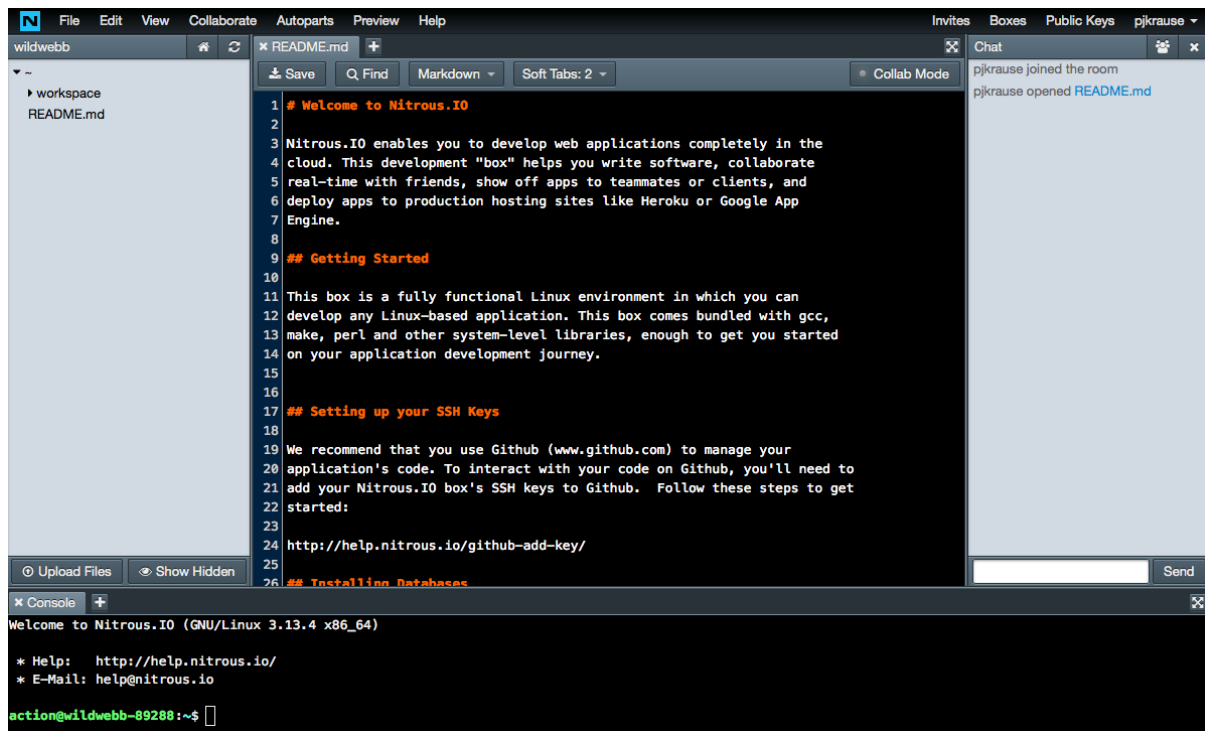 N File Edit View Collaborate Autoparts Preview Help Invites Boxes Public Keys pjkrause
wildwebb
~
workspace
README.md
Upload Files Show Hidden
README.md
Save Find Markdown Soft Tabs: 2 Collab Mode
1 # Welcome to Nitrous.IO
2
3 Nitrous.IO enables you to develop web applications completely in the
4 cloud. This development "box" helps you write software, collaborate
5 real-time with friends, show off apps to teammates or clients, and
6 deploy apps to production hosting sites like Heroku or Google App
7 Engine.
8
9 ## Getting Started
10
11 This box is a fully functional Linux environment in which you can
12 develop any Linux-based application. This box comes bundled with gcc,
13 make, perl and other system-level libraries, enough to get you started
14 on your application development journey.
15
16
17 ## Setting up your SSH Keys
18
19 We recommend that you use Github (www.github.com) to manage your
20 application's code. To interact with your code on Github, you'll need to
21 add your Nitrous.IO box's SSH keys to Github.  Follow these steps to get
22 started:
23
24 http://help.nitrous.io/github-add-key/
25
26 ## Installing Databases
Chat
pjkrause joined the room
pjkrause opened README.md
Send
Console
Welcome to Nitrous.IO (GNU/Linux 3.13.4 x86_64)
* Help:   http://help.nitrous.io/
* E-Mail: help@nitrous.io
action@wildwebb-89288:~$